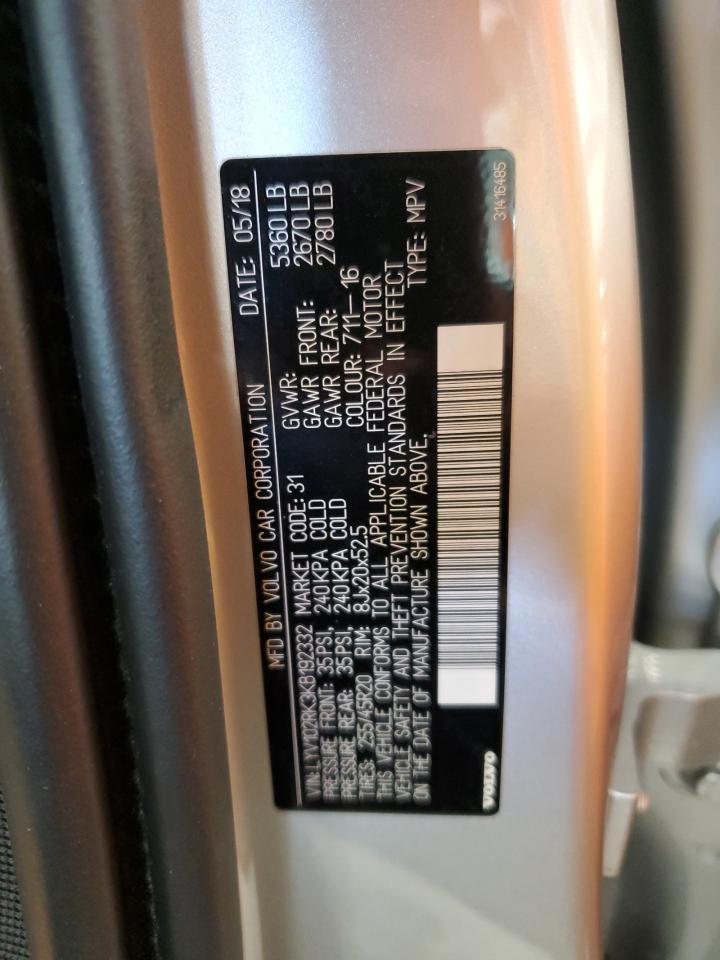 MFD BY VOLVO CAR CORPORATION DATE: 05/18
VIN: LYV102RK3KB192332 MARKET CODE: 31 GVWR: 5360 LB
PRESSURE FRONT: 35PSI, 240KPA COLD GAWR FRONT: 2670 LB
PRESSURE REAR: 35PSI, 240KPA COLD GAWR REAR: 2780 LB
TIRES: 255/45R20 RIM: 8Jx20x52.5 COLOUR: 711-16
THIS VEHICLE CONFORMS TO ALL APPLICABLE FEDERAL MOTOR
VEHICLE SAFETY AND THEFT PREVENTION STANDARDS IN EFFECT
ON THE DATE OF MANUFACTURE SHOWN ABOVE. TYPE: MPV
VOLVO 31416485